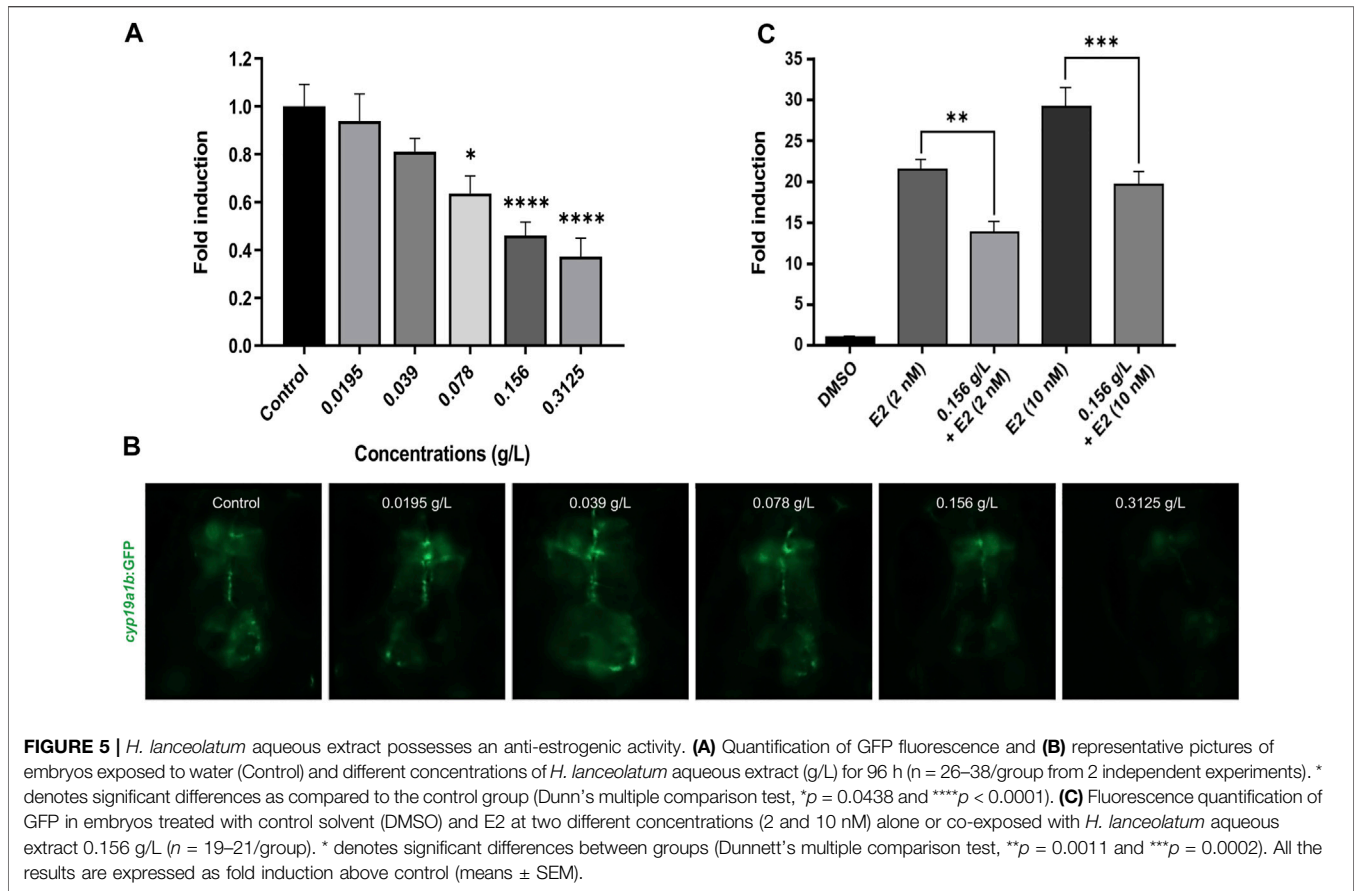 A
Fold induction
1.2
1.0
0.8
0.6
0.4
0.2
0.0
*
****
****
Control
0.0195
0.039
0.078
0.156
0.3125
Concentrations (g/L)
C
Fold induction
35
30
25
20
15
10
5
0
**
***
DMSO
E2 (2 nM)
0.156 g/L
+ E2 (2 nM)
E2 (10 nM)
0.156 g/L
+ E2 (10 nM)
B
cyp19a1b:GFP
Control
0.0195 g/L
0.039 g/L
0.078 g/L
0.156 g/L
0.3125 g/L
FIGURE 5 | H. lanceolatum aqueous extract possesses an anti-estrogenic activity. (A) Quantification of GFP fluorescence and (B) representative pictures of
embryos exposed to water (Control) and different concentrations of H. lanceolatum aqueous extract (g/L) for 96 h (n = 26–38/group from 2 independent experiments). *
denotes significant differences as compared to the control group (Dunn's multiple comparison test, *p = 0.0438 and ****p < 0.0001). (C) Fluorescence quantification of
GFP in embryos treated with control solvent (DMSO) and E2 at two different concentrations (2 and 10 nM) alone or co-exposed with H. lanceolatum aqueous
extract 0.156 g/L (n = 19–21/group). * denotes significant differences between groups (Dunnett's multiple comparison test, **p = 0.0011 and ***p = 0.0002). All the
results are expressed as fold induction above control (means ± SEM).